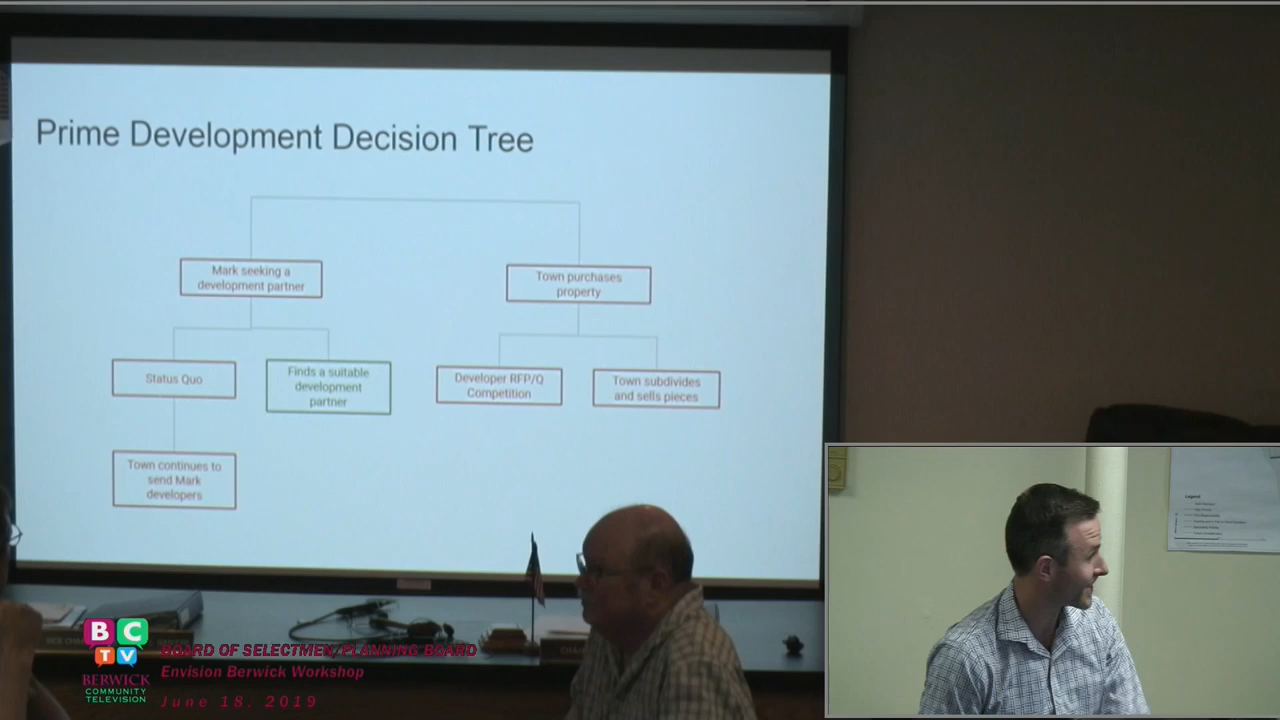 Prime Development Decision Tree
Mark seeking a
development partner
Town purchases
property
Status Quo
Finds a suitable
development
partner
Developer RFP/Q
Competition
Town subdivides
and sells pieces
Town continues to
send Mark
developers
Legend
BC
TV
BERWICK
COMMUNITY
TELEVISION
BOARD OF SELECTMEN/PLANNING BOARD
Envision Berwick Workshop
June 18, 2019